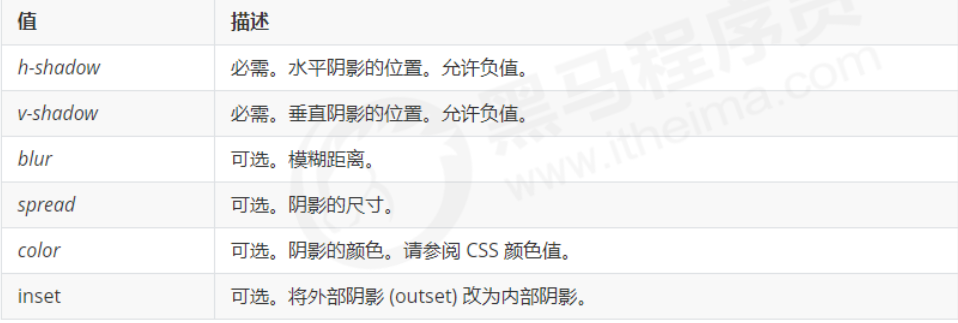 值 描述
h-shadow 必需。水平阴影的位置。允许负值。
v-shadow 必需。垂直阴影的位置。允许负值。
blur 可选。模糊距离。
spread 可选。阴影的尺寸。
color 可选。阴影的颜色。请参阅 CSS 颜色值。
inset 可选。将外部阴影 (outset) 改为内部阴影。
黑马程序员
www.itheima.com